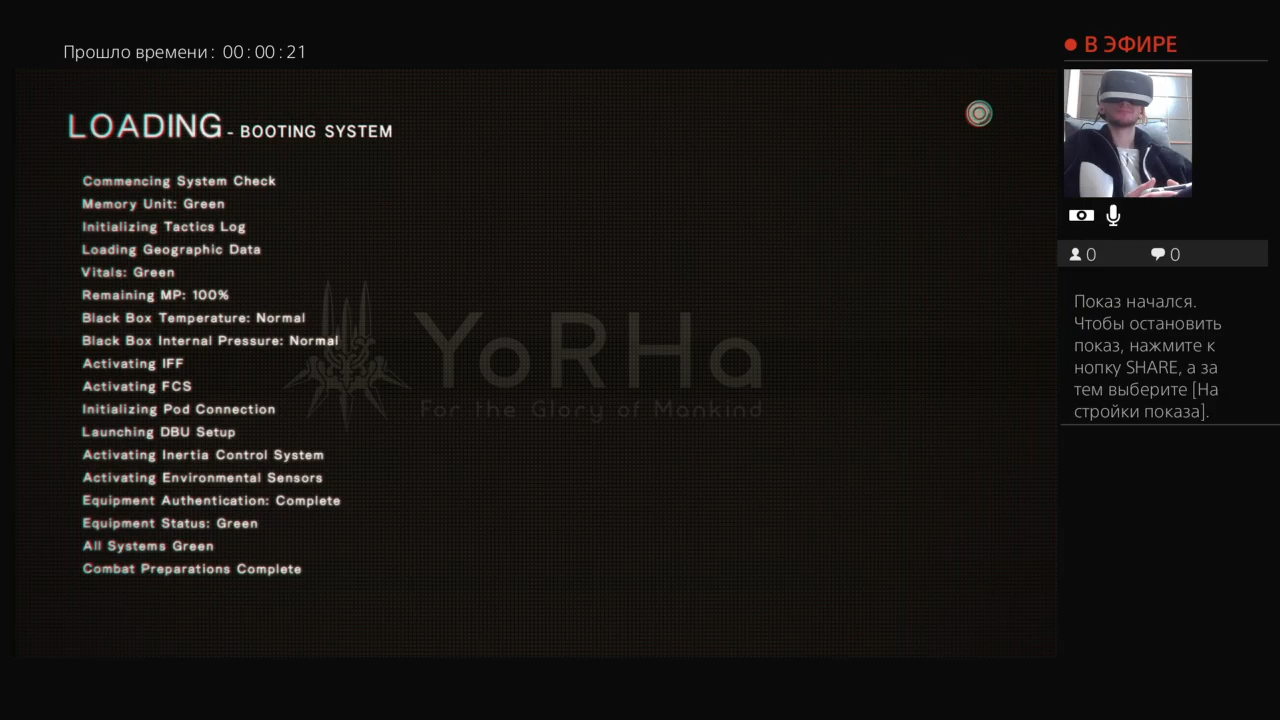 Прошло времени: 00:00:21
В ЭФИРЕ
LOADING - BOOTING SYSTEM
Commencing System Check
Memory Unit: Green
Initializing Tactics Log
Loading Geographic Data
Vitals: Green
Remaining MP: 100%
Black Box Temperature: Normal
Black Box Internal Pressure: Normal
Activating IFF
Activating FCS
Initializing Pod Connection
Launching DBU Setup
Activating Inertia Control System
Activating Environmental Sensors
Equipment Authentication: Complete
Equipment Status: Green
All Systems Green
Combat Preparations Complete
YoRHa
For the Glory of Mankind
0 0
Показ начался.
Чтобы остановить
показ, нажмите к
нопку SHARE, а за
тем выберите [На
стройки показа].